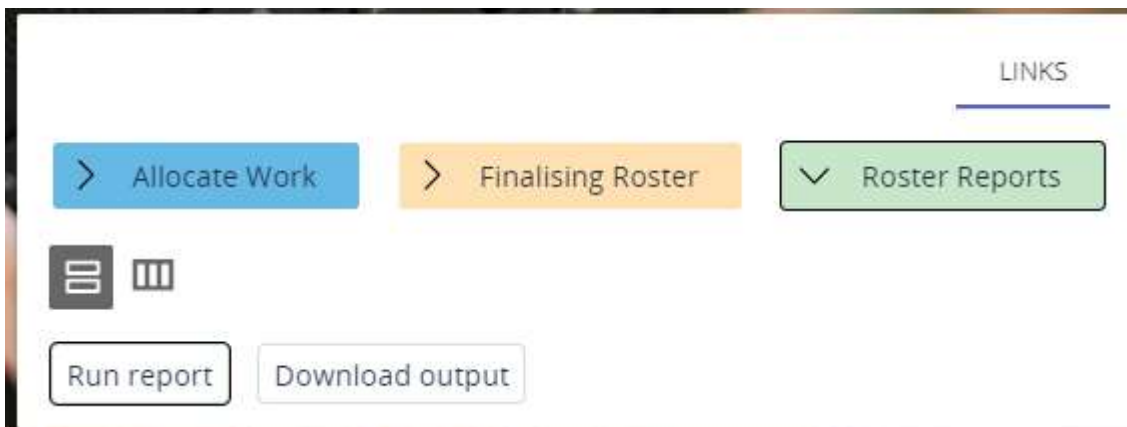 LINKS
Allocate Work Finalising Roster Roster Reports
Run report Download output